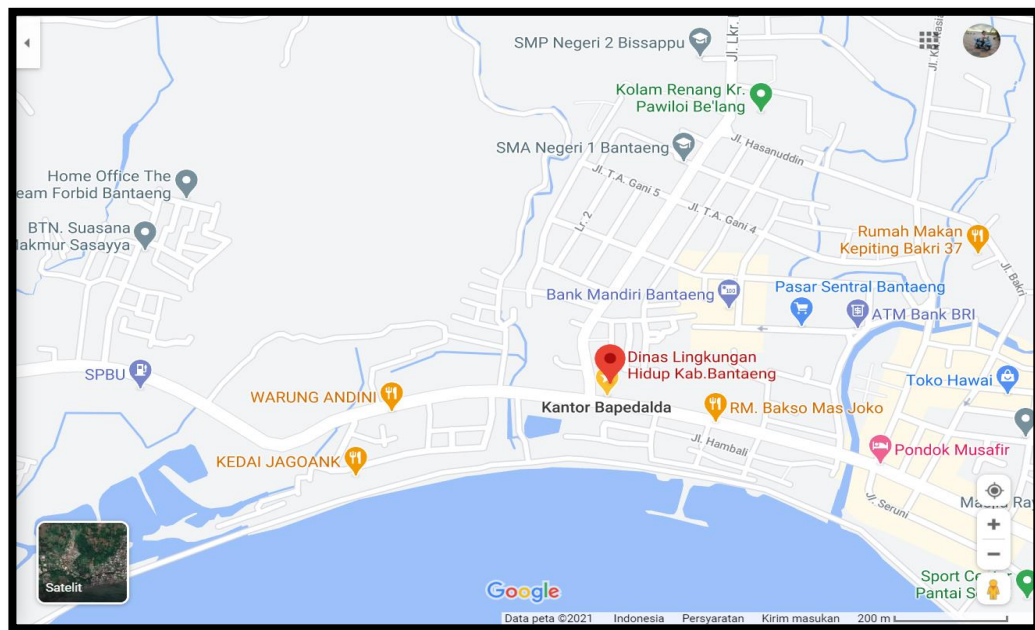 SMP Negeri 2 Bissappu
Jl. Lkr.
Kolam Renang Kr.
Pawiloi Be'lang
SMA Negeri 1 Bantaeng
Jl. Hasanuddin
Home Office The
eam Forbid Bantaeng
Jl. T.A. Gani 5
Jl. T.A. Gani 4
Lr. 2
BTN. Suasana
Makmur Sasayya
Rumah Makan
Kepiting Bakri 37
Jl. Bakri
Bank Mandiri Bantaeng
Pasar Sentral Bantaeng
ATM Bank BRI
Dinas Lingkungan
Hidup Kab.Bantaeng
SPBU
Toko Hawai
WARUNG ANDINI
Kantor Bapedalda
RM. Bakso Mas Joko
Jl. Hambali
KEDAI JAGOANK
Pondok Musafir
Jl. Seruni
Satelit
Google
Sport
Pantai
Data peta ©2021 Indonesia Persyaratan Kirim masukan 200 m